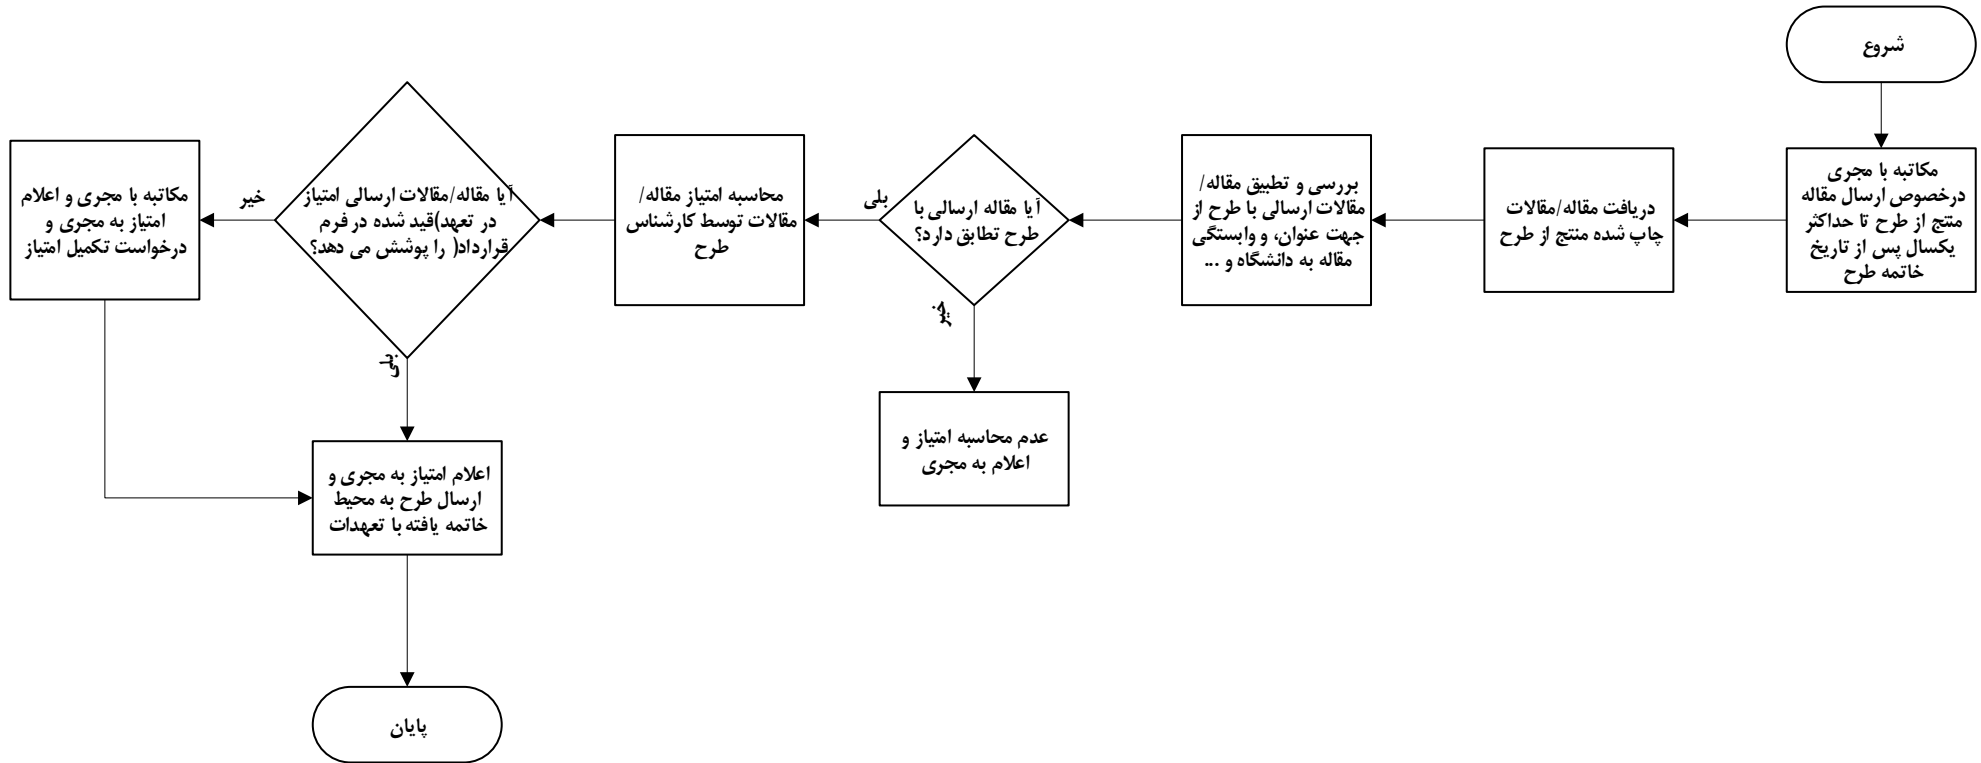 شروع
مکاتبه با مجری
درخصوص ارسال مقاله
منتج از طرح تا حداکثر
یکسال پس از تاریخ
خاتمه طرح
دریافت مقاله/مقالات
چاپ شده منتج از طرح
بررسی و تطبیق مقاله/
مقالات ارسالی با طرح از
جهت عنوان، و وابستگی
مقاله به دانشگاه و ...
آیا مقاله ارسالی با
طرح تطابق دارد؟
بلی
خیر
عدم محاسبه امتیاز و
اعلام به مجری
محاسبه امتیاز مقاله/
مقالات توسط کارشناس
طرح
آیا مقاله/مقالات ارسالی امتیاز
در تعهد)قید شده در فرم
قرارداد( را پوشش می دهد؟
خیر
بلی
مکاتبه با مجری و اعلام
امتیاز به مجری و
درخواست تکمیل امتیاز
اعلام امتیاز به مجری و
ارسال طرح به محیط
خاتمه یافته با تعهدات
پایان